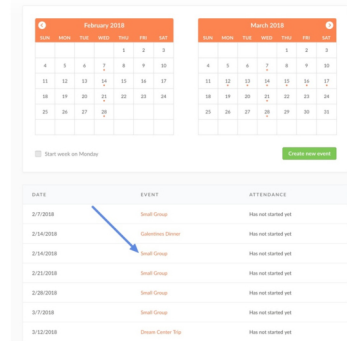 February 2018
SUN MON TUE WED THU FRI SAT
1 2 3
4 5 6 7 8 9 10
11 12 13 14 15 16 17
18 19 20 21 22 23 24
25 26 27 28
March 2018
SUN MON TUE WED THU FRI SAT
1 2 3
4 5 6 7 8 9 10
11 12 13 14 15 16 17
18 19 20 21 22 23 24
25 26 27 28 29 30 31
Start week on Monday
Create new event
DATE EVENT ATTENDANCE
2/7/2018 Small Group Has not started yet
2/14/2018 Galentines Dinner Has not started yet
2/14/2018 Small Group Has not started yet
2/21/2018 Small Group Has not started yet
2/28/2018 Small Group Has not started yet
3/7/2018 Small Group Has not started yet
3/12/2018 Dream Center Trip Has not started yet